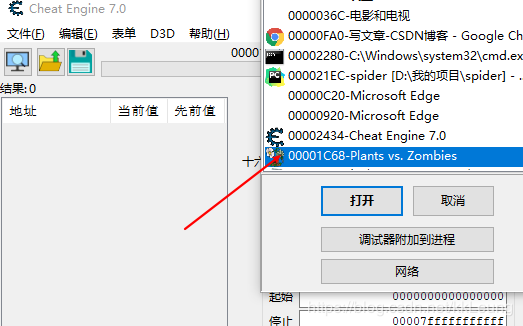 Cheat Engine 7.0
文件(F) 编辑(E) 表单 D3D 帮助(H)
0000
结果: 0
地址 当前值 先前值
0000036C-电影和电视
00000FA0-写文章-CSDN博客 - Google Ch
00002280-C:\Windows\system32\cmd.ex
000021EC-spider [D:\我的项目\spider] - ..
00000C20-Microsoft Edge
00000920-Microsoft Edge
00002434-Cheat Engine 7.0
00001C68-Plants vs. Zombies
十六
打开 取消
调试器附加到进程
网络
起始 0000000000000000
停止 00007fffffffffff